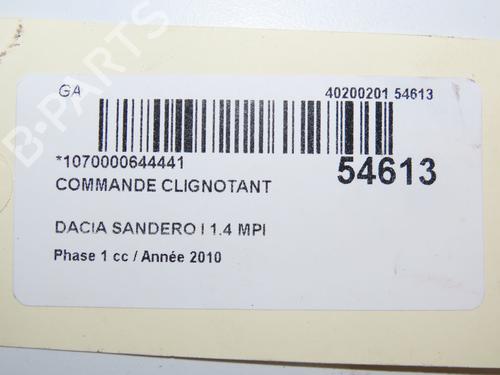 B-PARTS
GA 40200201 54613
*1070000644441 54613
COMMANDE CLIGNOTANT
DACIA SANDERO I 1.4 MPI
Phase 1 cc / Année 2010